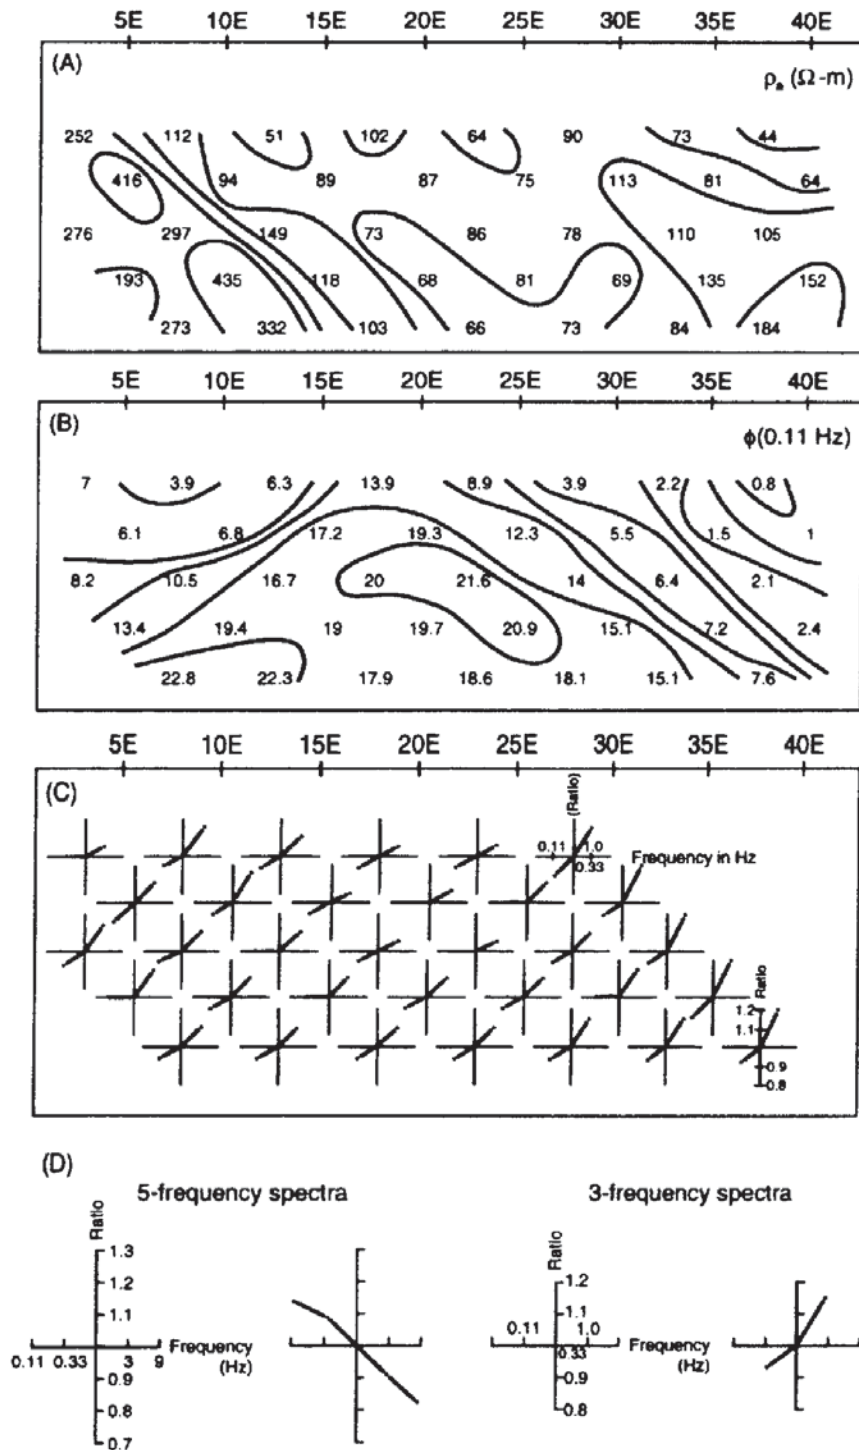 5E 10E 15E 20E 25E 30E 35E 40E
(A)
ρₐ (Ω-m)
252 112 51 102 64 90 73 44
416 94 89 87 75 113 81 64
276 297 149 73 86 78 110 105
193 435 118 68 81 69 135 152
273 332 103 66 73 84 184
5E 10E 15E 20E 25E 30E 35E 40E
(B)
ϕ(0.11 Hz)
7 3.9 6.3 13.9 8.9 3.9 2.2 0.8
6.1 6.8 17.2 19.3 12.3 5.5 1.5 1
8.2 10.5 16.7 20 21.6 14 6.4 2.1
13.4 19.4 19 19.7 20.9 15.1 7.2 2.4
22.8 22.3 17.9 18.6 18.1 15.1 7.6
5E 10E 15E 20E 25E 30E 35E 40E
(C)
(Ratio)
0.11 1.0
0.33
Frequency in Hz
Ratio
1.2
1.1
0.9
0.8
(D)
5-frequency spectra
3-frequency spectra
Ratio
1.3
1.2
1.1
0.11 0.33 3 9
Frequency
(Hz)
0.9
0.8
0.7
Ratio
1.2
1.1
0.11 1.0
0.33
Frequency
(Hz)
0.9
0.8